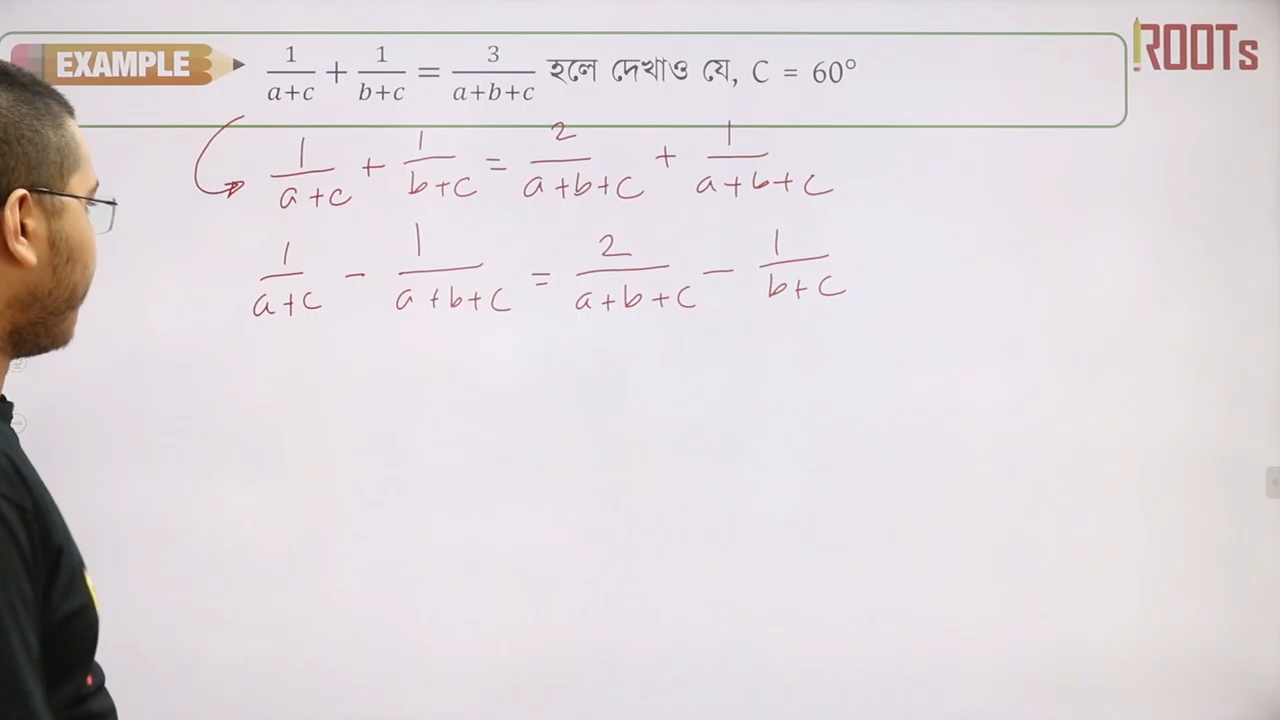 EXAMPLE
1/(a+c) + 1/(b+c) = 3/(a+b+c) হলে দেখাও যে, C = 60°
ROOTs
1/(a+c) + 1/(b+c) = 2/(a+b+c) + 1/(a+b+c)
1/(a+c) - 1/(a+b+c) = 2/(a+b+c) - 1/(b+c)